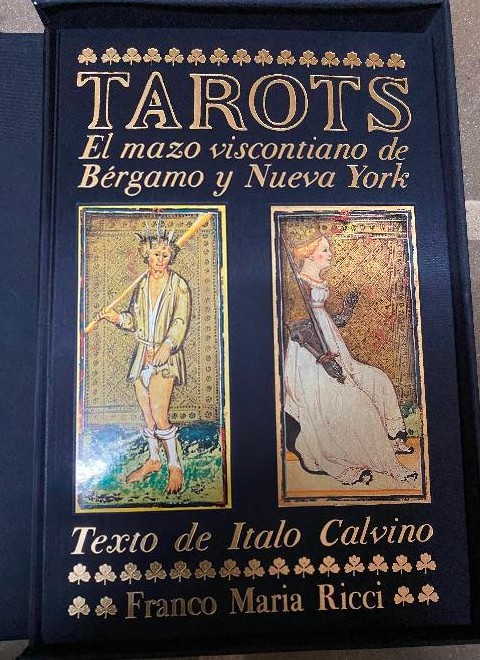 TAROTS
El mazo viscontiano de
Bérgamo y Nueva York
Texto de Italo Calvino
Franco Maria Ricci